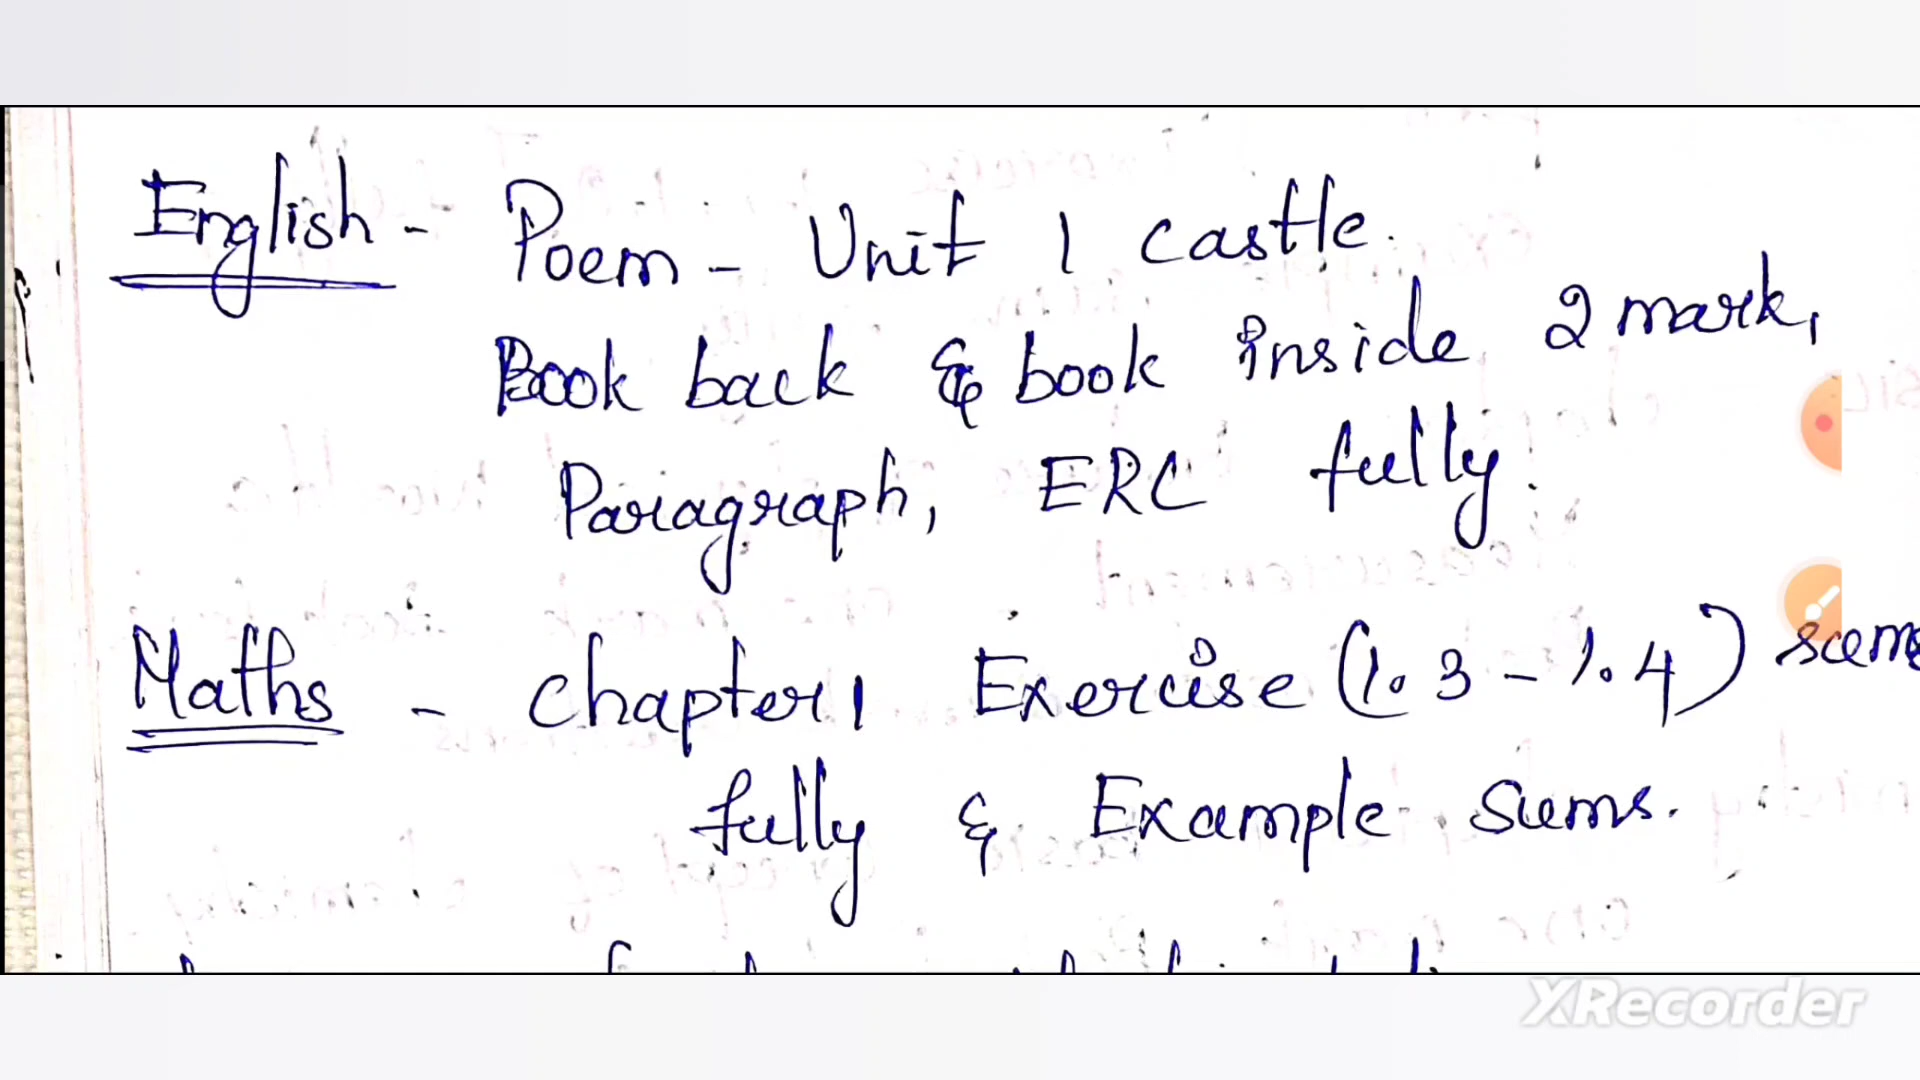 English - Poem - Unit 1 castle.
Book back & book inside 2 mark,
Paragraph, ERC fully.
Maths - chapter 1 Exercise (1.3 - 1.4) sums
fully & Example sums.
XRecorder